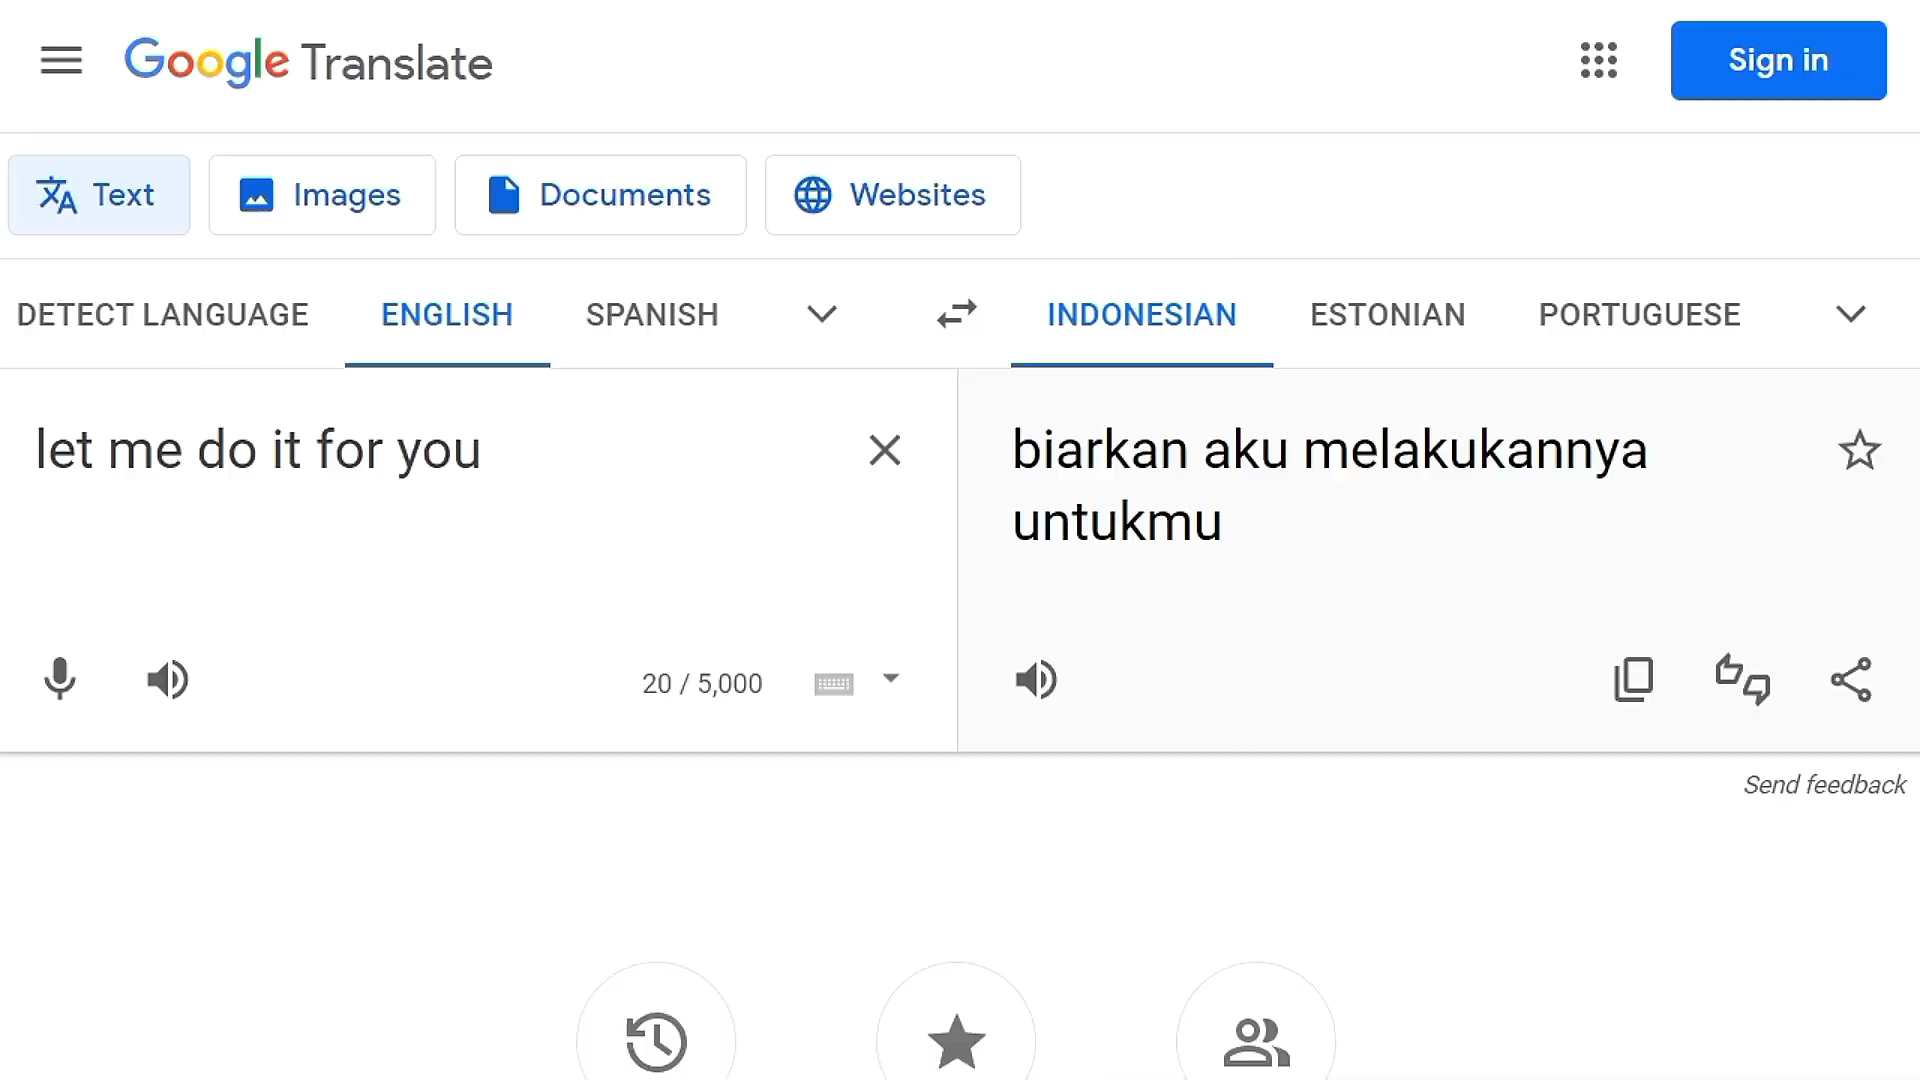 Google Translate
Sign in
Text
Images
Documents
Websites
DETECT LANGUAGE
ENGLISH
SPANISH
INDONESIAN
ESTONIAN
PORTUGUESE
let me do it for you
biarkan aku melakukannya
untukmu
20 / 5,000
Send feedback